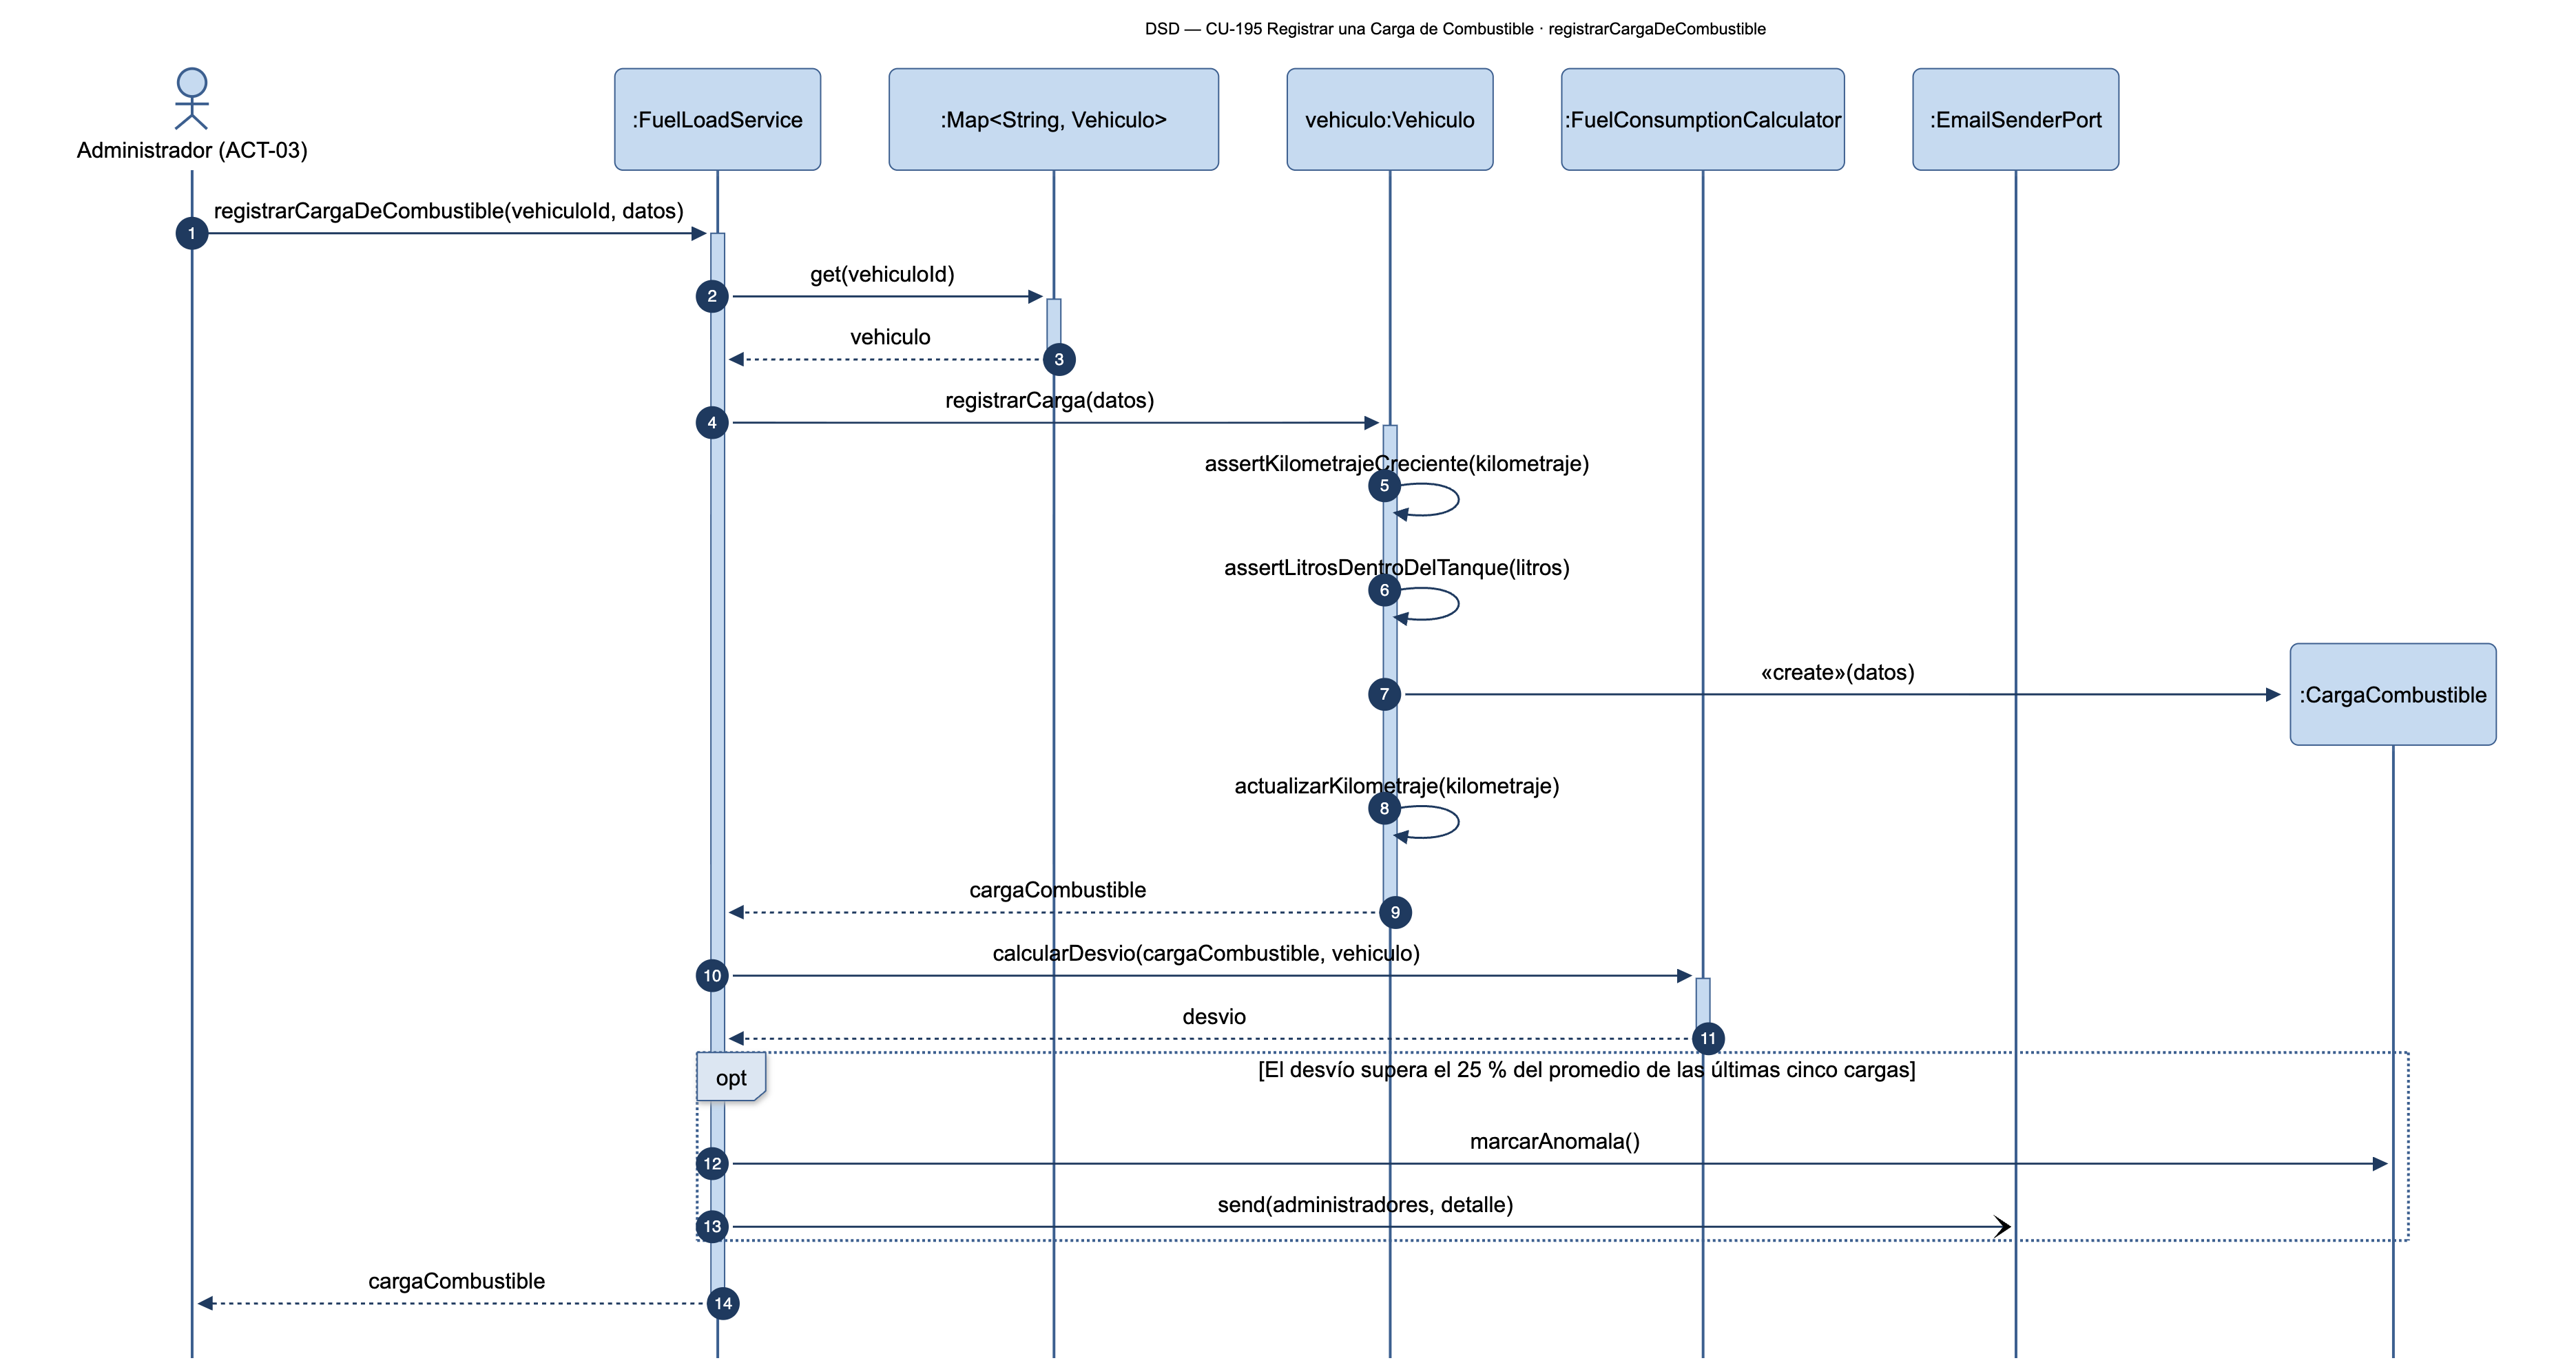 DSD — CU-195 Registrar una Carga de Combustible · registrarCargaDeCombustible
Administrador (ACT-03)
:FuelLoadService
:Map<String, Vehiculo>
vehiculo:Vehiculo
:FuelConsumptionCalculator
:EmailSenderPort
registrarCargaDeCombustible(vehiculoId, datos)
1
get(vehiculoId)
2
vehiculo
3
registrarCarga(datos)
4
assertKilometrajeCreciente(kilometraje)
5
assertLitrosDentroDelTanque(litros)
6
«create»(datos)
7
:CargaCombustible
actualizarKilometraje(kilometraje)
8
cargaCombustible
9
calcularDesvio(cargaCombustible, vehiculo)
10
desvio
11
opt
[El desvío supera el 25 % del promedio de las últimas cinco cargas]
marcarAnomala()
12
send(administradores, detalle)
13
cargaCombustible
14